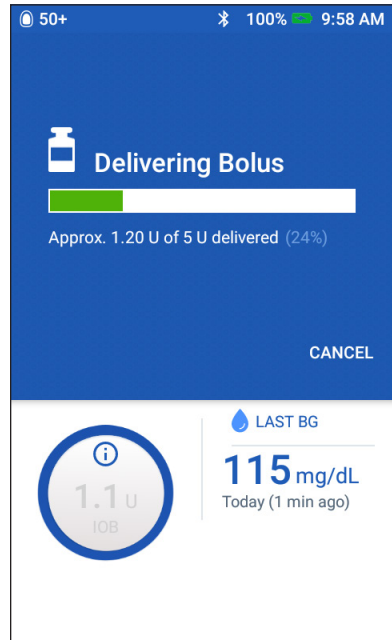 50+ 100% 9:58 AM
Delivering Bolus
Approx. 1.20 U of 5 U delivered (24%)
CANCEL
LAST BG
115 mg/dL
Today (1 min ago)
1.1 U
IOB